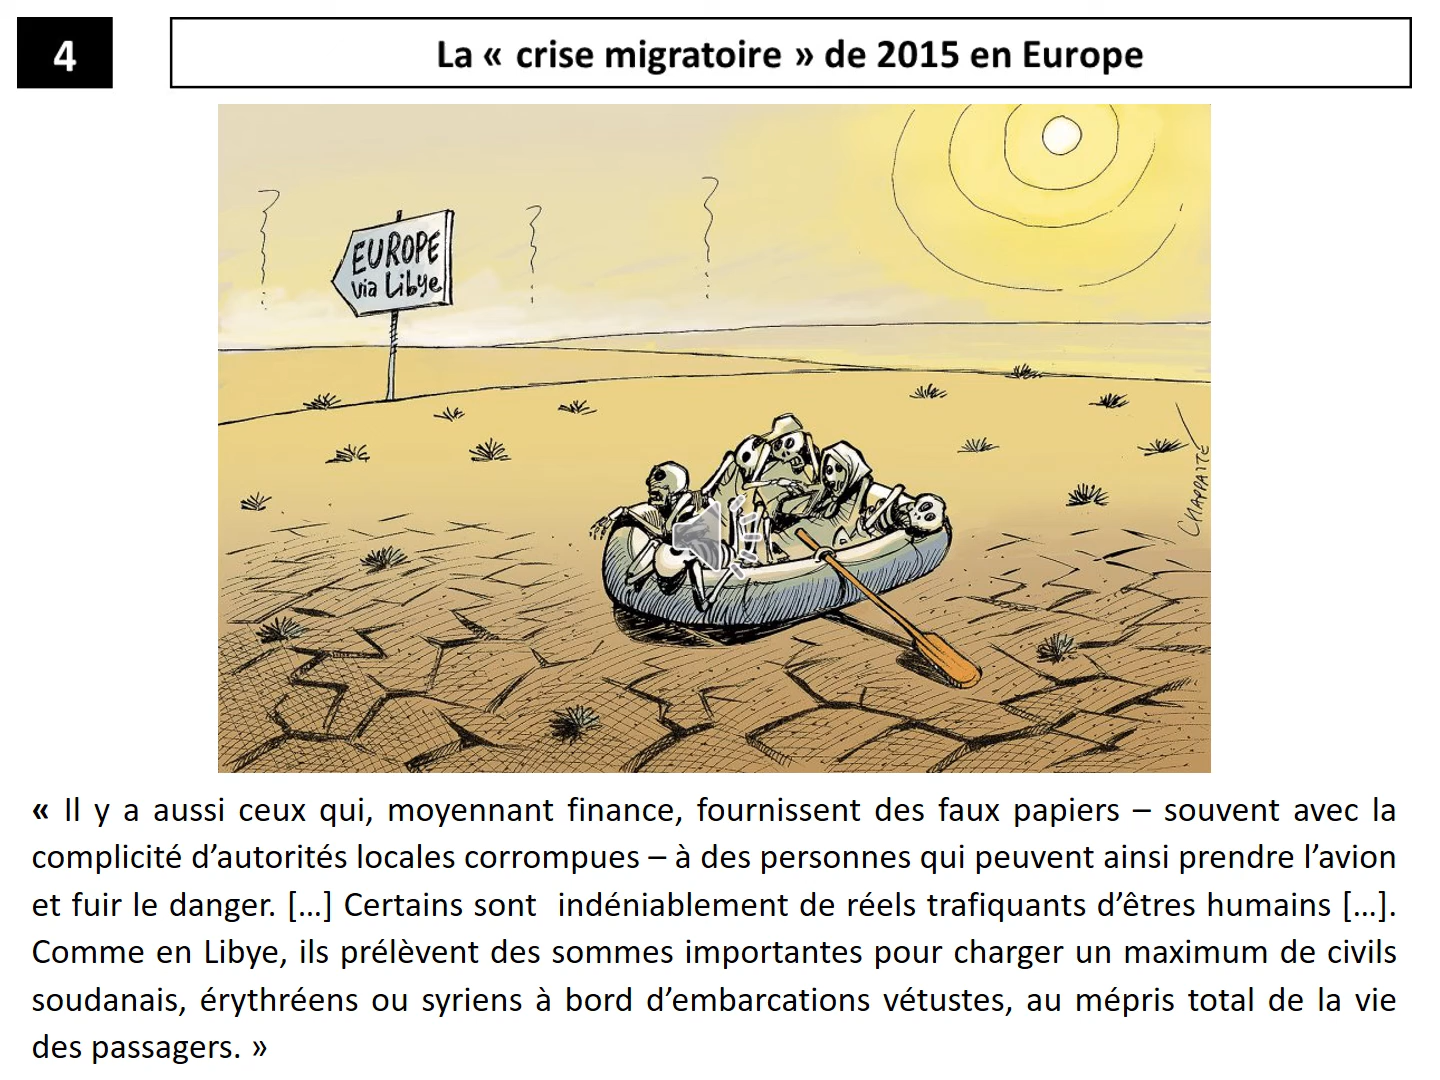 4
La « crise migratoire » de 2015 en Europe
EUROPE
via Libye
CHAPPATTE
« Il y a aussi ceux qui, moyennant finance, fournissent des faux papiers – souvent avec la
complicité d’autorités locales corrompues – à des personnes qui peuvent ainsi prendre l’avion
et fuir le danger. […] Certains sont  indéniablement de réels trafiquants d’êtres humains […].
Comme en Libye, ils prélèvent des sommes importantes pour charger un maximum de civils
soudanais, érythréens ou syriens à bord d’embarcations vétustes, au mépris total de la vie
des passagers. »